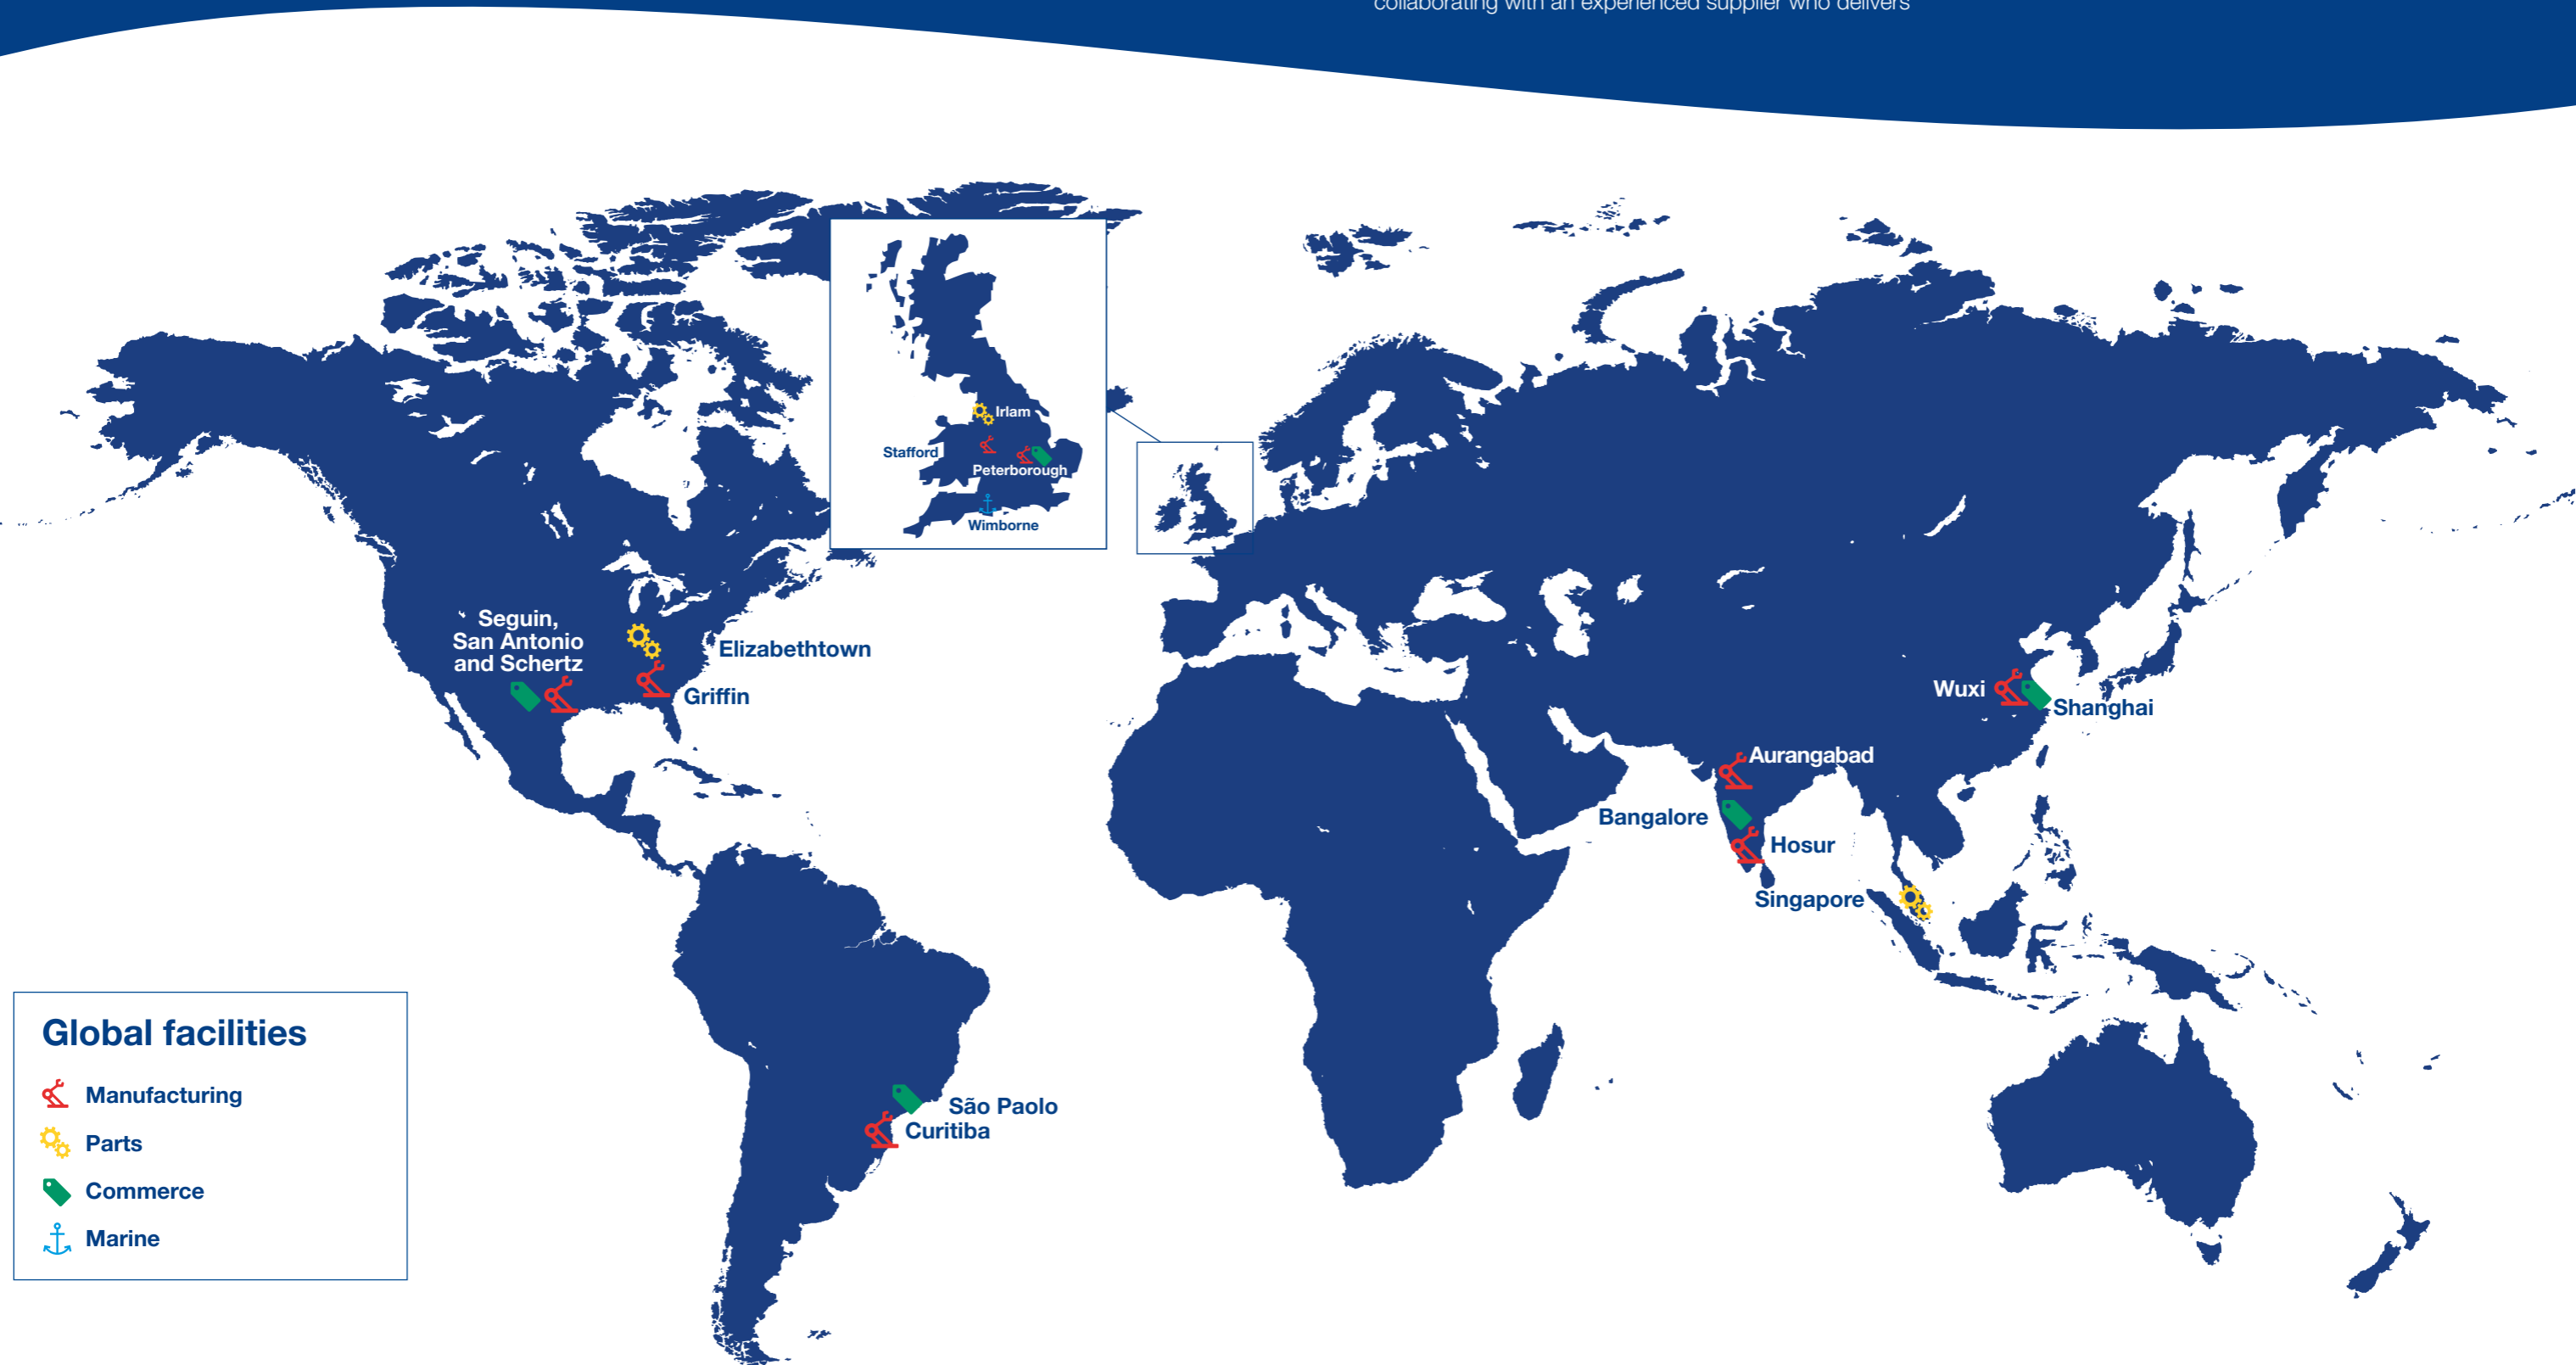 collaborating with an experienced supplier who delivers
Irlam
Stafford
Peterborough
Wimborne
Seguin,
San Antonio
and Schertz
Elizabethtown
Griffin
Wuxi
Shanghai
Aurangabad
Bangalore
Hosur
Singapore
São Paolo
Curitiba
Global facilities
Manufacturing
Parts
Commerce
Marine